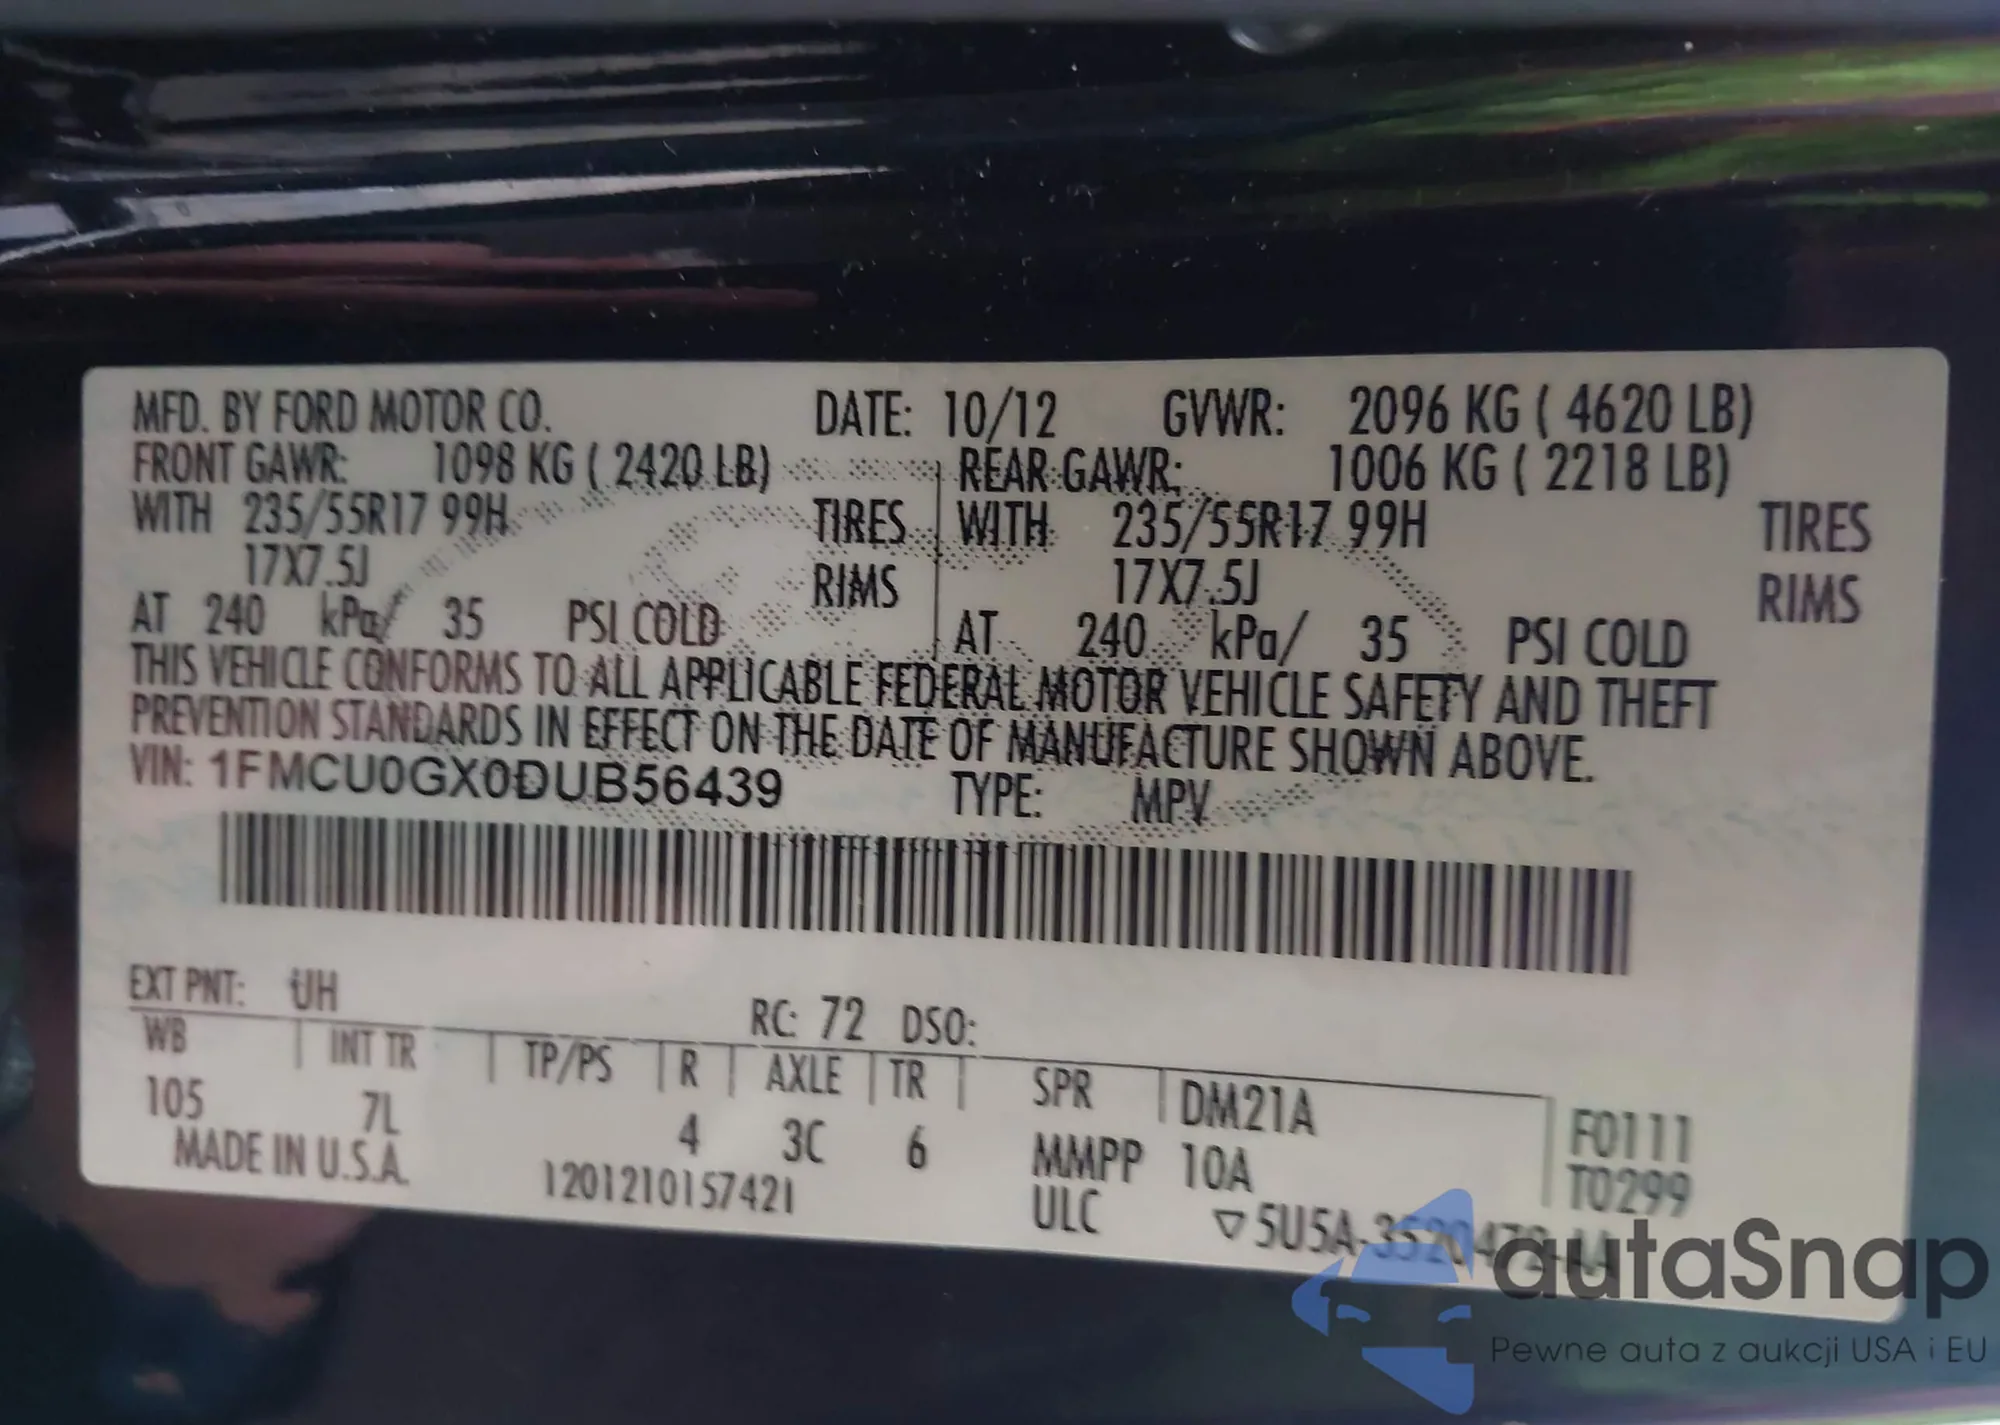 MFD. BY FORD MOTOR CO. DATE: 10/12 GVWR: 2096 KG ( 4620 LB)
FRONT GAWR: 1098 KG ( 2420 LB) REAR GAWR: 1006 KG ( 2218 LB)
WITH 235/55R17 99H TIRES WITH 235/55R17 99H TIRES
17X7.5J RIMS 17X7.5J RIMS
AT 240 kPa/ 35 PSI COLD AT 240 kPa/ 35 PSI COLD
THIS VEHICLE CONFORMS TO ALL APPLICABLE FEDERAL MOTOR VEHICLE SAFETY AND THEFT
PREVENTION STANDARDS IN EFFECT ON THE DATE OF MANUFACTURE SHOWN ABOVE.
VIN: 1FMCU0GX0DUB56439 TYPE: MPV
EXT PNT: UH RC: 72 DSO:
WB INT TR TP/PS R AXLE TR SPR DM21A F0111
105 7L 4 3C 6 MMPP 10A T0299
MADE IN U.S.A. 1201210157421 ULC ▽5U5A-3520472-AA
autaSnap
Pewne auta z aukcji USA i EU